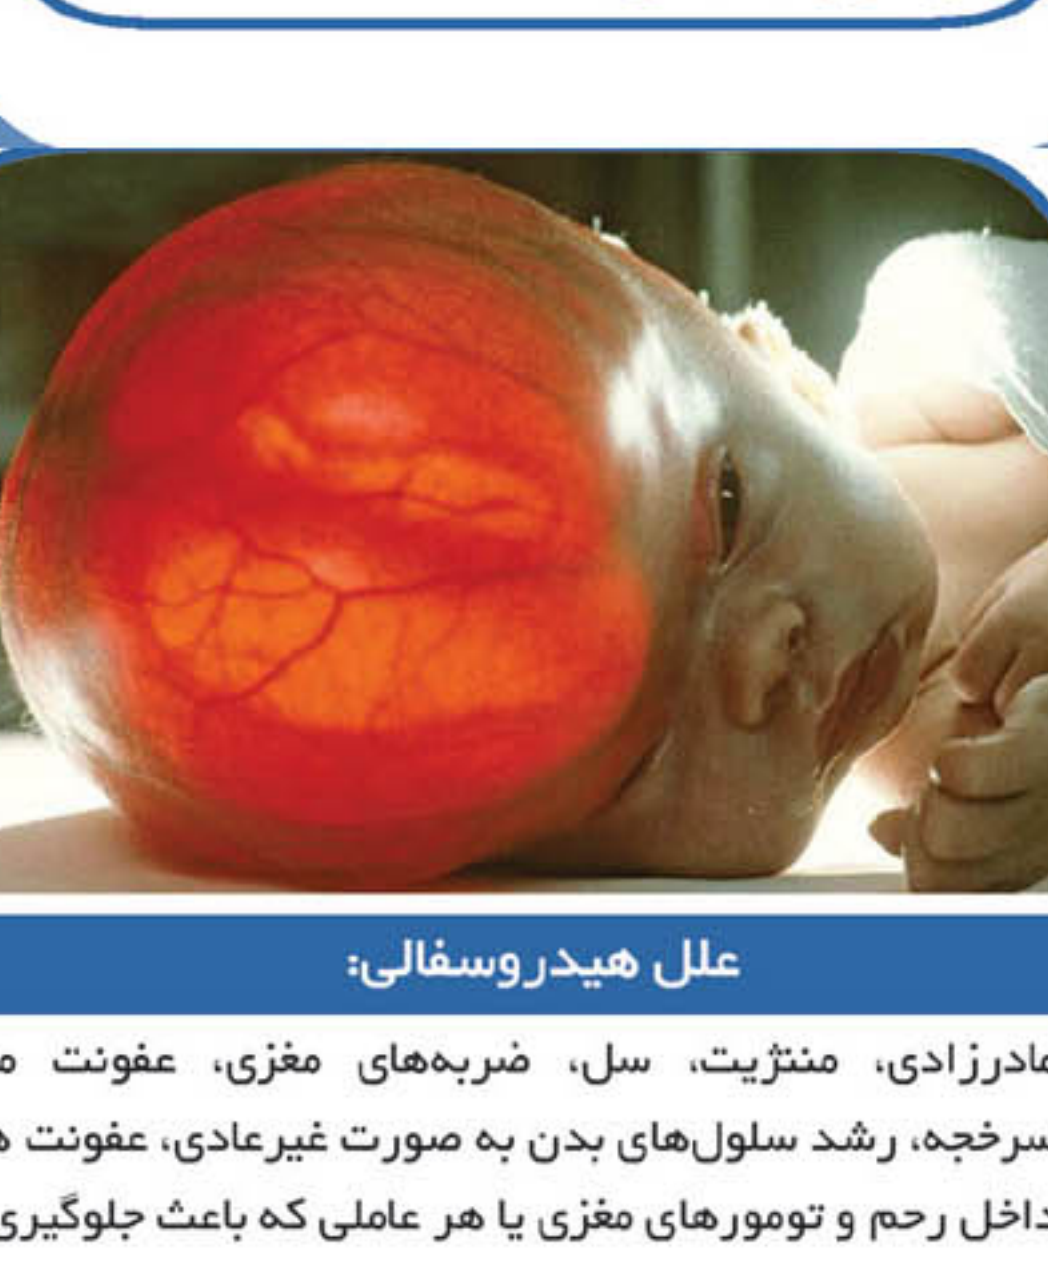 علل هیدروسفالی:
مادرزادی، منتژیت، سل، ضربه‌های مغزی، عفونت
سرخجه، رشد سلول‌های بدن به صورت غیرعادی، عفونت
داخل رحم و تومورهای مغزی یا هر عاملی که باعث جلوگیری